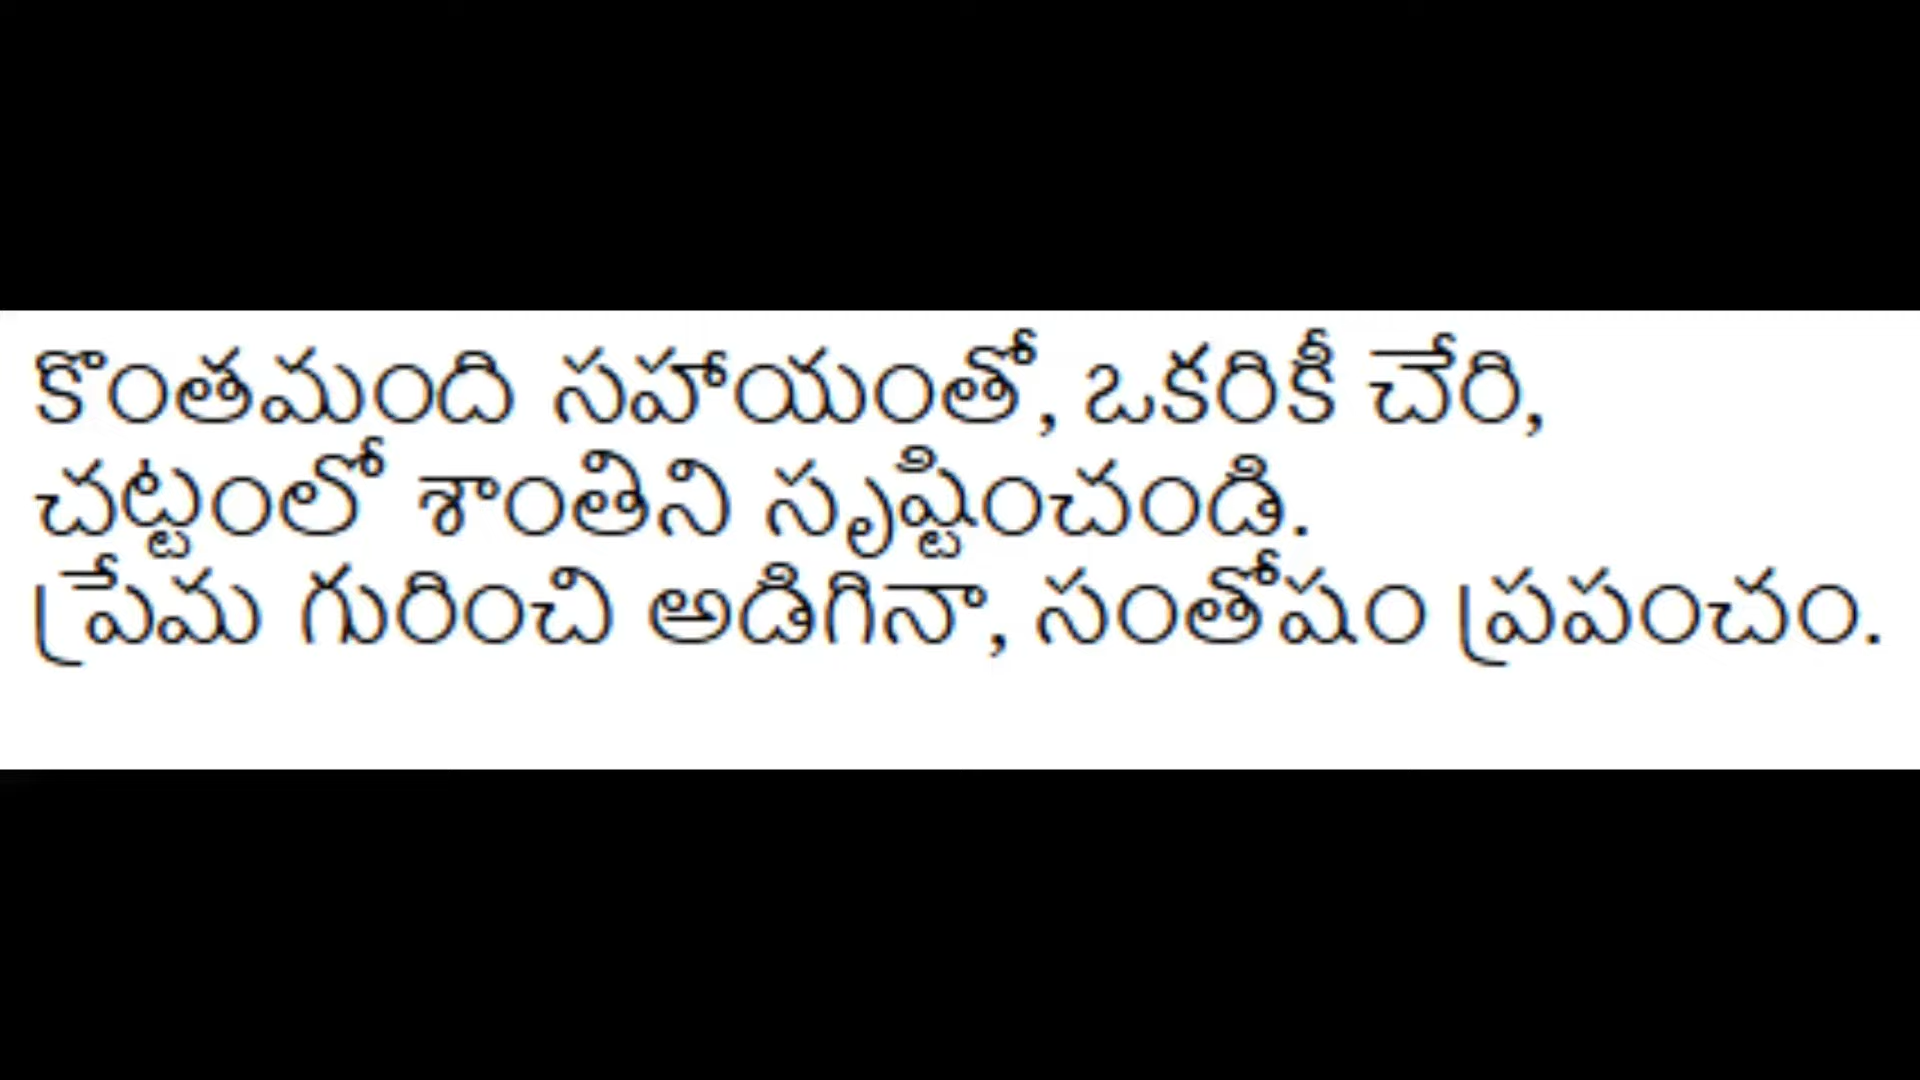 కొంతమంది సహాయంతో, ఒకరికీ చేరి,
చట్టంలో శాంతిని సృష్టించండి.
ప్రేమ గురించి అడిగినా, సంతోషం ప్రపంచం.